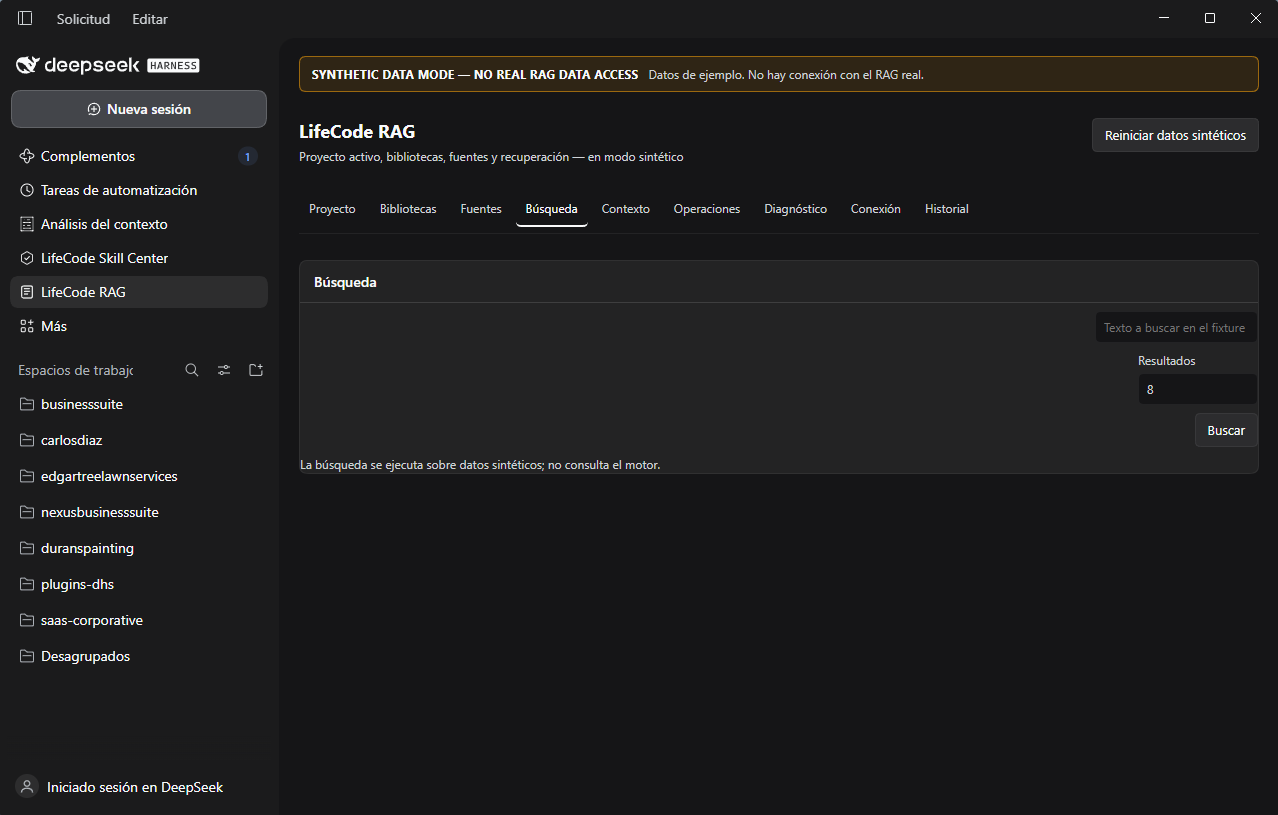 Solicitud Editar
deepseek HARNESS
Nueva sesión
Complementos 1
Tareas de automatización
Análisis del contexto
LifeCode Skill Center
LifeCode RAG
Más
Espacios de trabajo
businesssuite
carlosdiaz
edgartreelawnservices
nexusbusinesssuite
duranspainting
plugins-dhs
saas-corporative
Desagrupados
Iniciado sesión en DeepSeek
SYNTHETIC DATA MODE — NO REAL RAG DATA ACCESS Datos de ejemplo. No hay conexión con el RAG real.
LifeCode RAG
Reiniciar datos sintéticos
Proyecto activo, bibliotecas, fuentes y recuperación — en modo sintético
Proyecto Bibliotecas Fuentes Búsqueda Contexto Operaciones Diagnóstico Conexión Historial
Búsqueda
Texto a buscar en el fixture
Resultados
8
Buscar
La búsqueda se ejecuta sobre datos sintéticos; no consulta el motor.